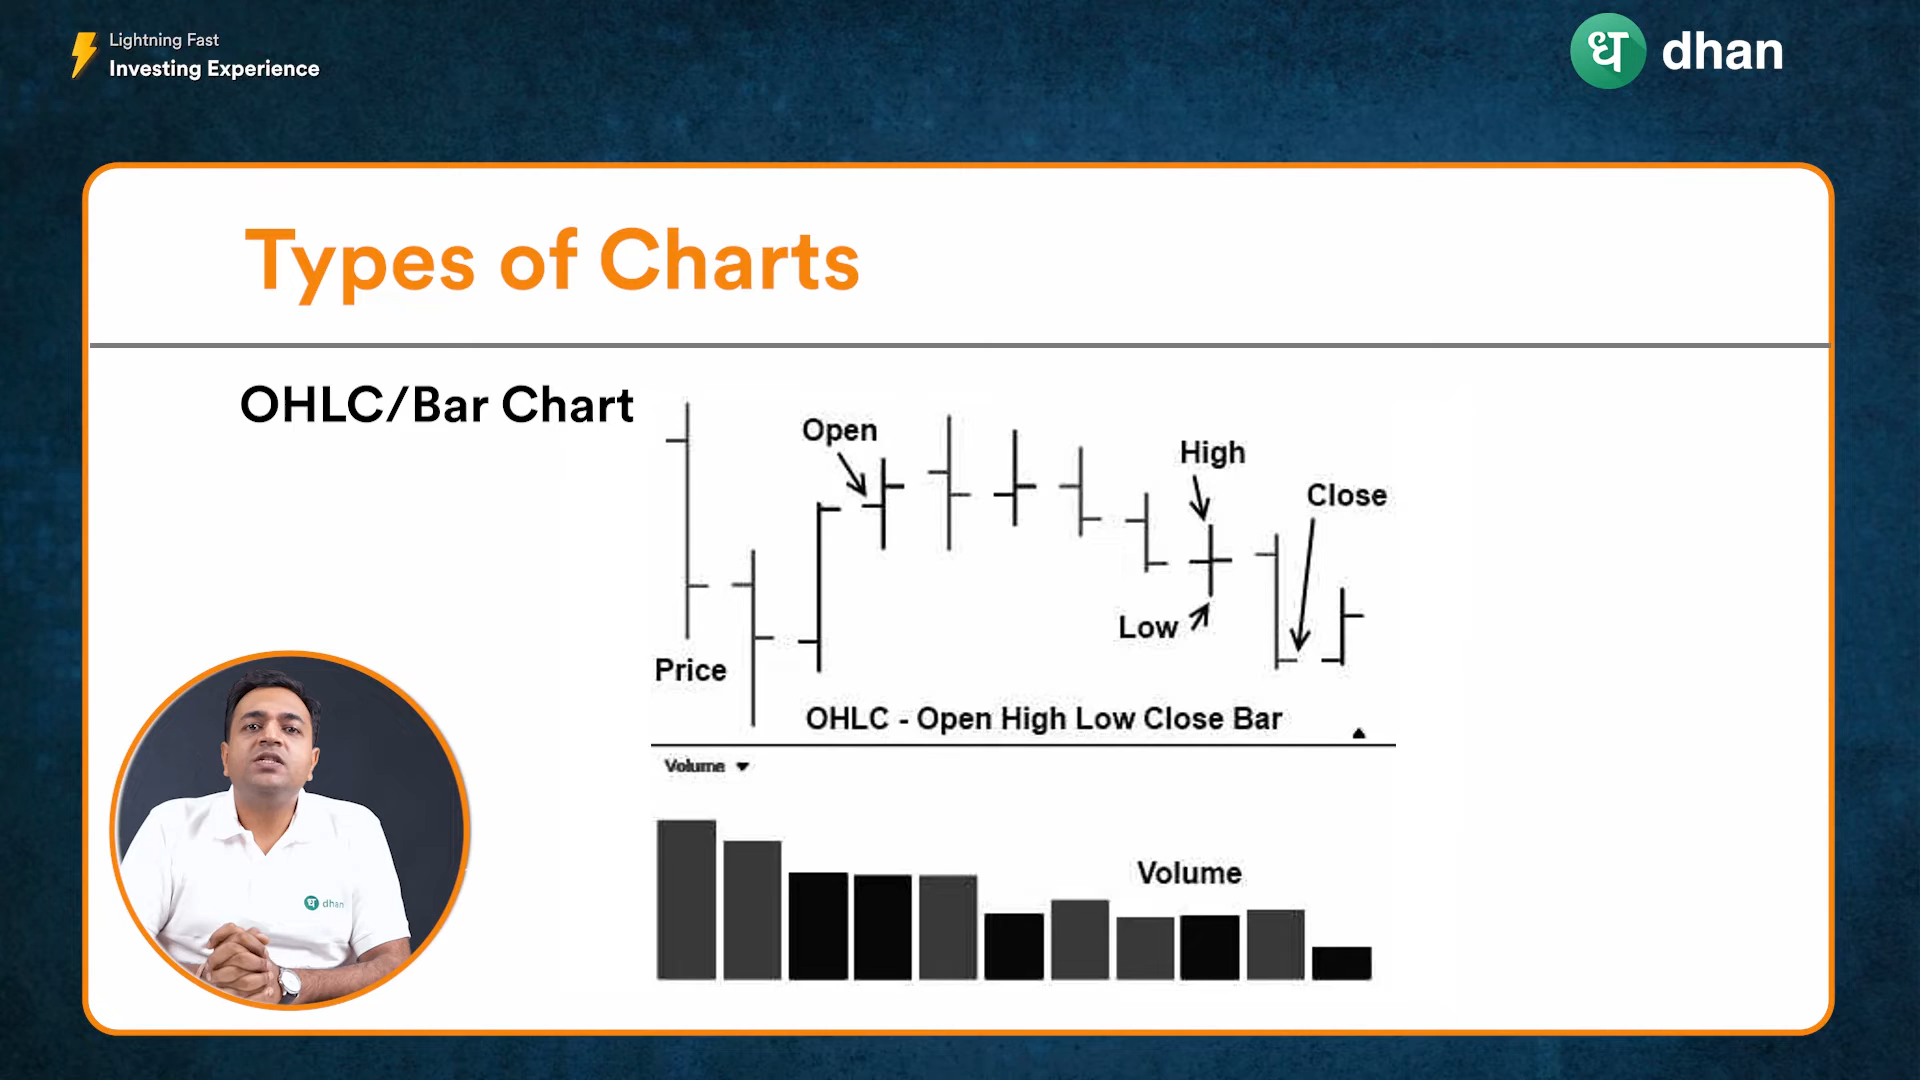 Lightning Fast
Investing Experience
ध dhan
Types of Charts
OHLC/Bar Chart
Open
High
Close
Low
Price
OHLC - Open High Low Close Bar
Volume
Volume
ध dhan